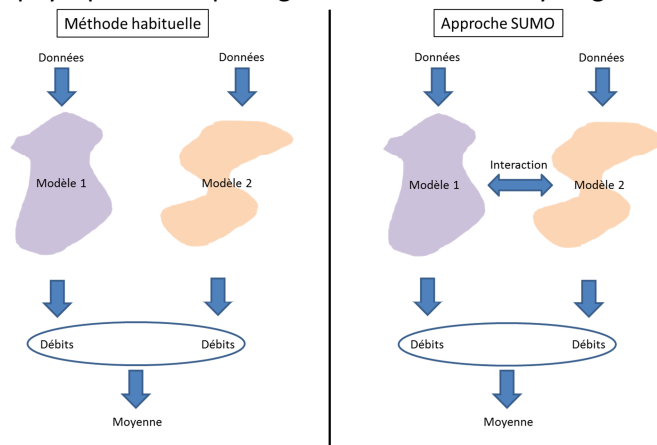 Méthode habituelle
Données
Données
Modèle 1
Modèle 2
Débits
Débits
Moyenne
Approche SUMO
Données
Données
Interaction
Modèle 1
Modèle 2
Débits
Débits
Moyenne